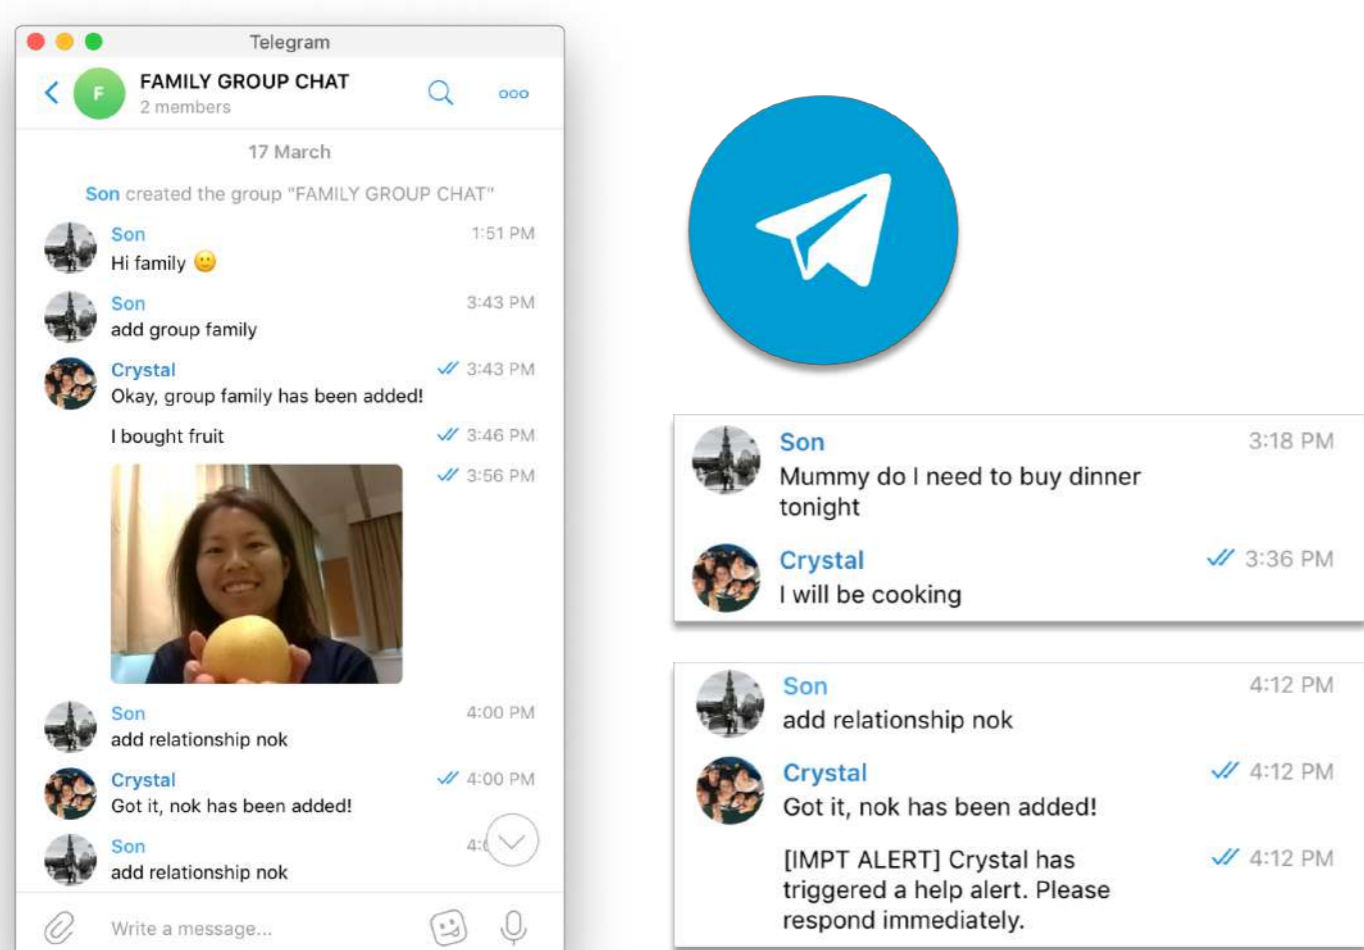 Telegram
F
FAMILY GROUP CHAT
2 members
17 March
Son created the group "FAMILY GROUP CHAT"
Son 1:51 PM
Hi family 🙂
Son 3:43 PM
add group family
Crystal 3:43 PM
Okay, group family has been added!
I bought fruit 3:46 PM
3:56 PM
Son 4:00 PM
add relationship nok
Crystal 4:00 PM
Got it, nok has been added!
Son
add relationship nok
Write a message...
Son 3:18 PM
Mummy do I need to buy dinner
tonight
Crystal 3:36 PM
I will be cooking
Son 4:12 PM
add relationship nok
Crystal 4:12 PM
Got it, nok has been added!
[IMPT ALERT] Crystal has 4:12 PM
triggered a help alert. Please
respond immediately.